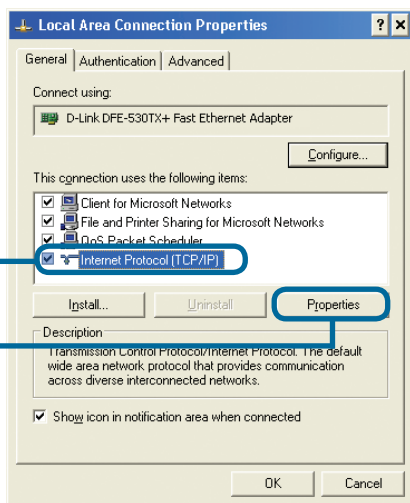 Local Area Connection Properties
General Authentication Advanced
Connect using:
D-Link DFE-530TX+ Fast Ethernet Adapter
Configure...
This connection uses the following items:
Client for Microsoft Networks
File and Printer Sharing for Microsoft Networks
QoS Packet Scheduler
Internet Protocol (TCP/IP)
Install... Uninstall Properties
Description
Transmission Control Protocol/Internet Protocol. The default
wide area network protocol that provides communication
across diverse interconnected networks.
Show icon in notification area when connected
OK Cancel